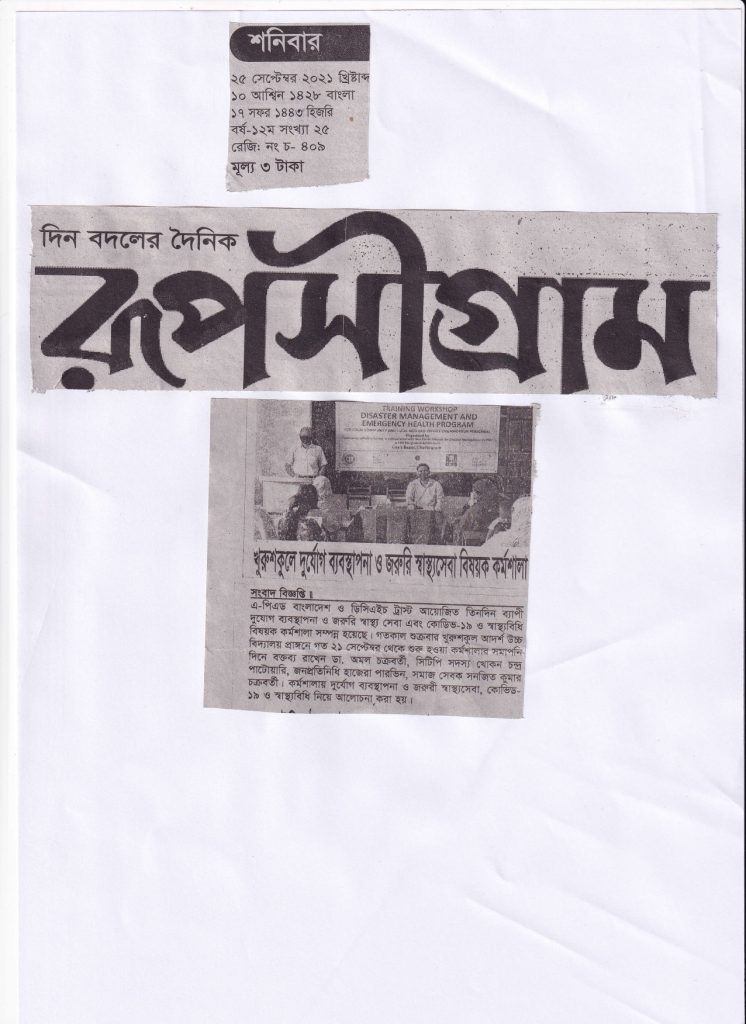 শনিবার
২৫ সেপ্টেম্বর ২০২১ খ্রিষ্টাব্দ
১০ আশ্বিন ১৪২৮ বাংলা
১৭ সফর ১৪৪৩ হিজরি
বর্ষ-১২ম সংখ্যা ২৫
রেজি: নং চ- ৪০৯
মূল্য ৩ টাকা
দিন বদলের দৈনিক
রূপসীগ্রাম
TRAINING WORKSHOP
DISASTER MANAGEMENT AND
EMERGENCY HEALTH PROGRAM
খুরুশকুলে দুর্যোগ ব্যবস্থাপনা ও জরুরি স্বাস্থ্যসেবা বিষয়ক কর্মশালা
সংবাদ বিজ্ঞপ্তি ॥
এ-পিএড বাংলাদেশ ও ডিসিএইচ ট্রাস্ট আয়োজিত তিনদিন ব্যাপী
দুযোগ ব্যবস্থাপনা ও জরুরি স্বাস্থ্য সেবা এবং কোভিড-১৯ ও স্বাস্থ্যবিধি
বিষয়ক কর্মশালা সম্পন্ন হয়েছে। গতকাল শুক্রবার খুরুশকুল আদর্শ উচ্চ
বিদ্যালয় প্রাঙ্গনে গত ২১ সেপ্টেম্বর থেকে শুরু হওয়া কর্মশালার সমাপনি
দিনে বক্তব্য রাখেন ডা. অমল চক্রবর্তী, সিটিপি সদস্য খোকন চন্দ্র
পাটোয়ারি, জনপ্রতিনিধি হাজেরা পারভিন, সমাজ সেবক সনজিত কুমার
চক্রবর্তী। কর্মশালায় দুর্যোগ ব্যবস্থাপনা ও জরুরী স্বাস্থ্যসেবা, কোভিড-
১৯ ও স্বাস্থ্যবিধি নিয়ে আলোচনা করা হয়।